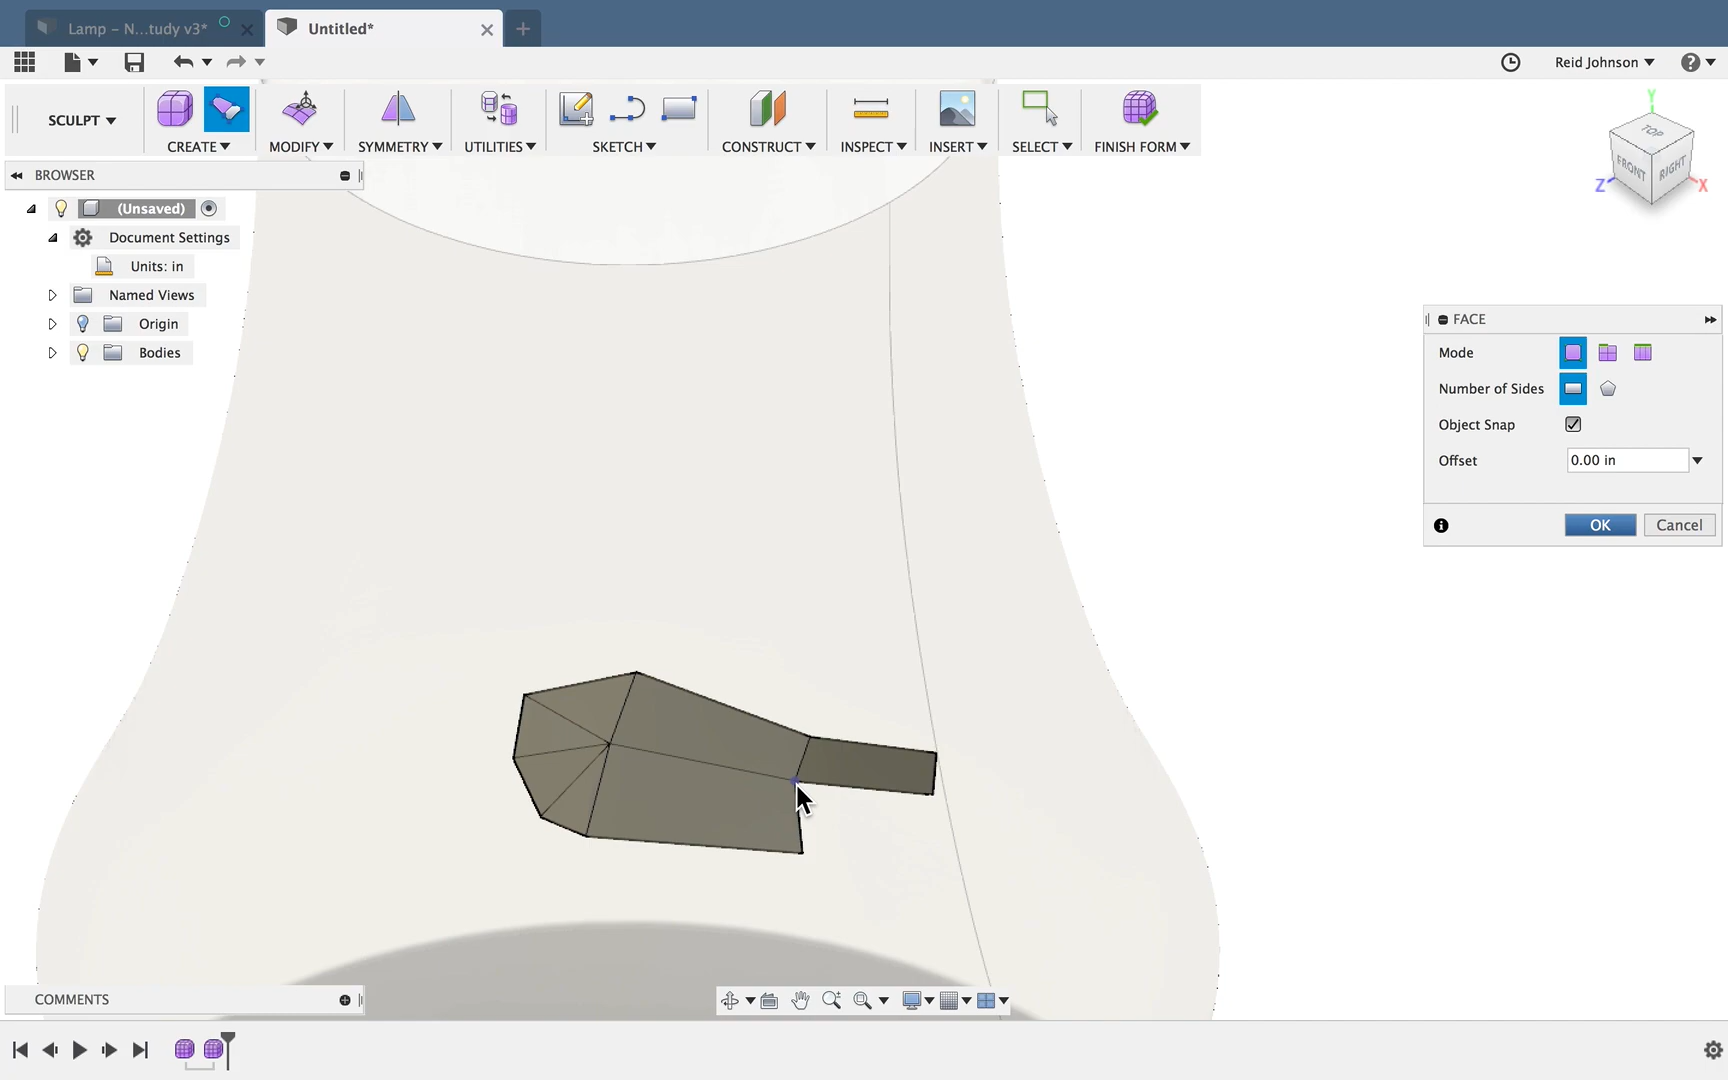 Lamp – N...tudy v3*
Untitled*
Reid Johnson
SCULPT
CREATE
MODIFY
SYMMETRY
UTILITIES
SKETCH
CONSTRUCT
INSPECT
INSERT
SELECT
FINISH FORM
Y
TOP
FRONT
RIGHT
Z
X
BROWSER
(Unsaved)
Document Settings
Units: in
Named Views
Origin
Bodies
FACE
Mode
Number of Sides
Object Snap
Offset
0.00 in
OK
Cancel
COMMENTS